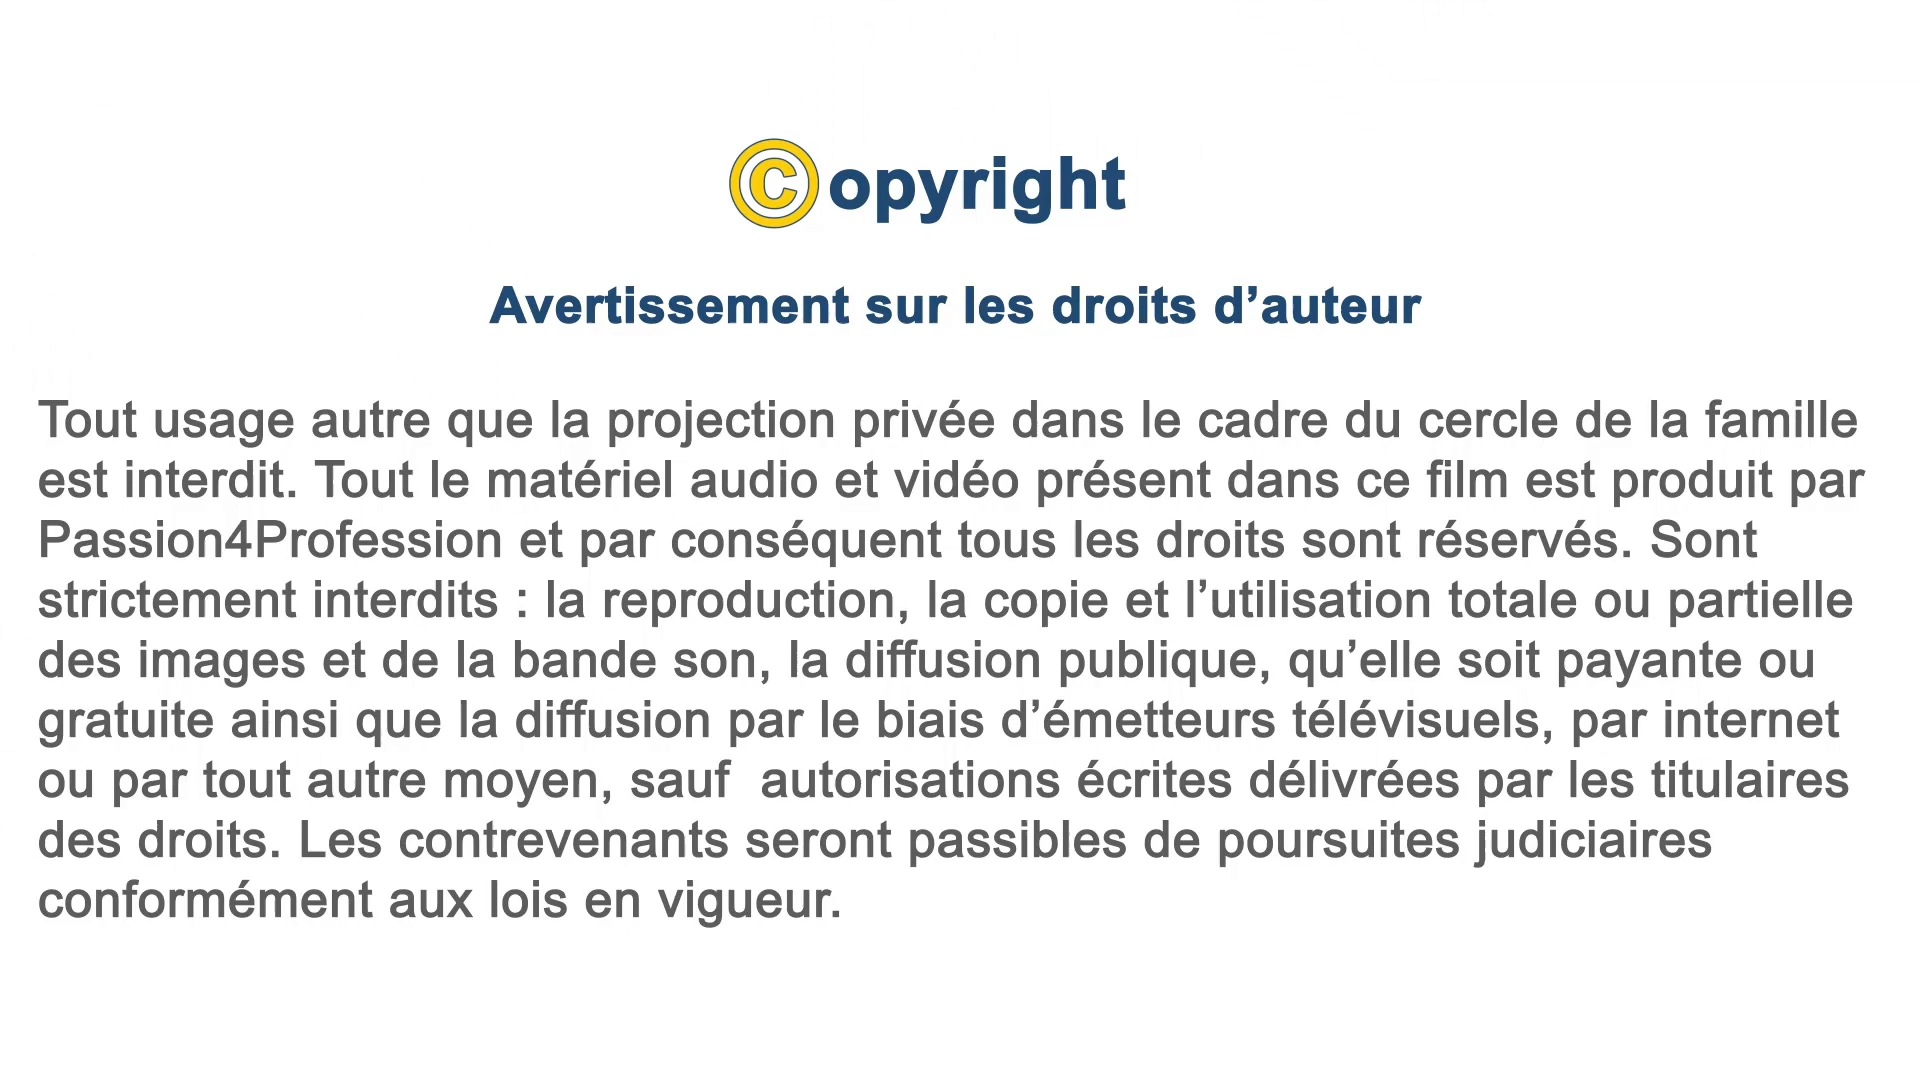 ©opyright
Avertissement sur les droits d’auteur
Tout usage autre que la projection privée dans le cadre du cercle de la famille
est interdit. Tout le matériel audio et vidéo présent dans ce film est produit par
Passion4Profession et par conséquent tous les droits sont réservés. Sont
strictement interdits : la reproduction, la copie et l’utilisation totale ou partielle
des images et de la bande son, la diffusion publique, qu’elle soit payante ou
gratuite ainsi que la diffusion par le biais d’émetteurs télévisuels, par internet
ou par tout autre moyen, sauf  autorisations écrites délivrées par les titulaires
des droits. Les contrevenants seront passibles de poursuites judiciaires
conformément aux lois en vigueur.